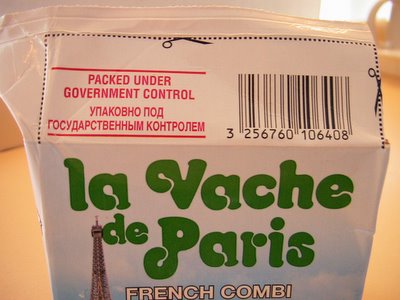 PACKED UNDER
GOVERNMENT CONTROL
УПАКОВНО ПОД
ГОСУДАРСТВЕННЫМ КОНТРОЛЕМ
3 256760 106408
la Vache
de Paris
FRENCH COMBI